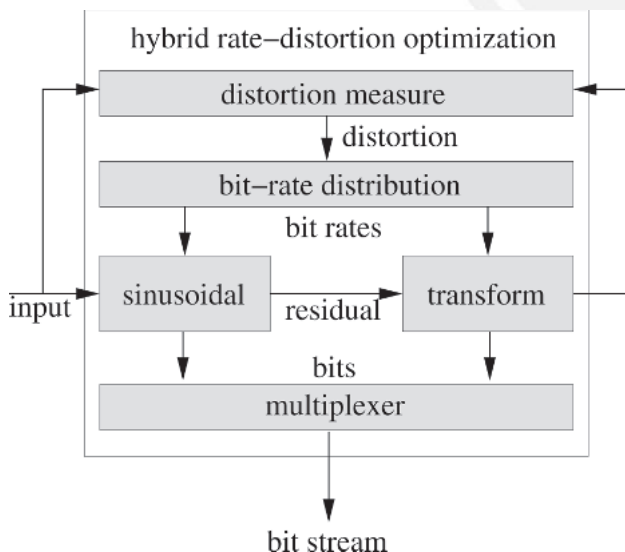 hybrid rate–distortion optimization
distortion measure
distortion
bit–rate distribution
bit rates
input
sinusoidal
residual
transform
bits
multiplexer
bit stream